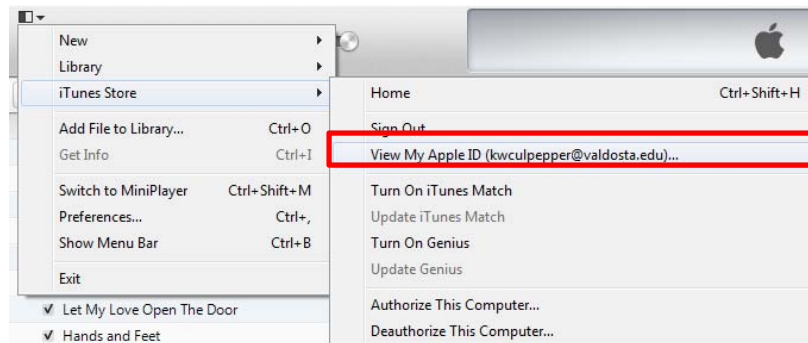 New
Library
iTunes Store
Add File to Library... Ctrl+O
Get Info Ctrl+I
Switch to MiniPlayer Ctrl+Shift+M
Preferences... Ctrl+,
Show Menu Bar Ctrl+B
Exit
Let My Love Open The Door
Hands and Feet
Home Ctrl+Shift+H
Sign Out
View My Apple ID (kwculpepper@valdosta.edu)...
Turn On iTunes Match
Update iTunes Match
Turn On Genius
Update Genius
Authorize This Computer...
Deauthorize This Computer...